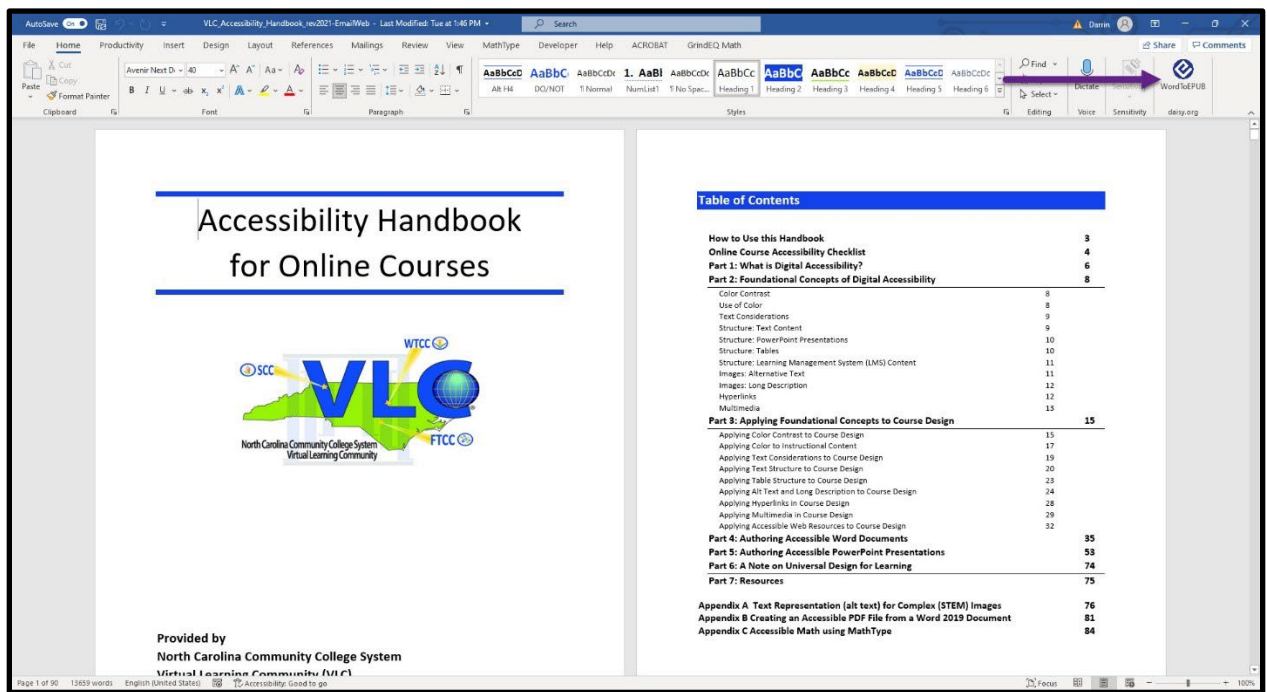 AutoSave On VLC_Accessibility_Handbook_rev2021-EmailWeb - Last Modified: Tue at 1:46 PM Search Darrin
File Home Productivity Insert Design Layout References Mailings Review View MathType Developer Help ACROBAT GrindEQ Math Share Comments
Cut
Copy
Paste
Format Painter
Clipboard
Avenir Next D 40
Font
Paragraph
AaBbCcD AaBbC AaBbCcDc 1. AaBl AaBbCcDc AaBbCc AaBbC AaBbCc AaBbCcD AaBbCcD AaBbCcDc
Alt H4 DO/NOT ¶ Normal NumList1 ¶ No Spac... Heading 1 Heading 2 Heading 3 Heading 4 Heading 5 Heading 6
Styles
Find
Select
Editing
Dictate
Voice
Sensitivity
WordToEPUB
daisy.org
Accessibility Handbook
for Online Courses
WTCC
SCC
VLC
FTCC
North Carolina Community College System
Virtual Learning Community
Provided by
North Carolina Community College System
Virtual Learning Community (VLC)
Table of Contents
How to Use this Handbook 3
Online Course Accessibility Checklist 4
Part 1: What is Digital Accessibility? 6
Part 2: Foundational Concepts of Digital Accessibility 8
Color Contrast 8
Use of Color 8
Text Considerations 9
Structure: Text Content 9
Structure: PowerPoint Presentations 10
Structure: Tables 10
Structure: Learning Management System (LMS) Content 11
Images: Alternative Text 11
Images: Long Description 12
Hyperlinks 12
Multimedia 13
Part 3: Applying Foundational Concepts to Course Design 15
Applying Color Contrast to Course Design 15
Applying Color to Instructional Content 17
Applying Text Considerations to Course Design 19
Applying Text Structure to Course Design 20
Applying Table Structure to Course Design 23
Applying Alt Text and Long Description to Course Design 24
Applying Hyperlinks in Course Design 28
Applying Multimedia in Course Design 29
Applying Accessible Web Resources to Course Design 32
Part 4: Authoring Accessible Word Documents 35
Part 5: Authoring Accessible PowerPoint Presentations 53
Part 6: A Note on Universal Design for Learning 74
Part 7: Resources 75
Appendix A Text Representation (alt text) for Complex (STEM) Images 76
Appendix B Creating an Accessible PDF File from a Word 2019 Document 81
Appendix C Accessible Math using MathType 84
Page 1 of 90 13659 words English (United States) Accessibility: Good to go Focus 100%